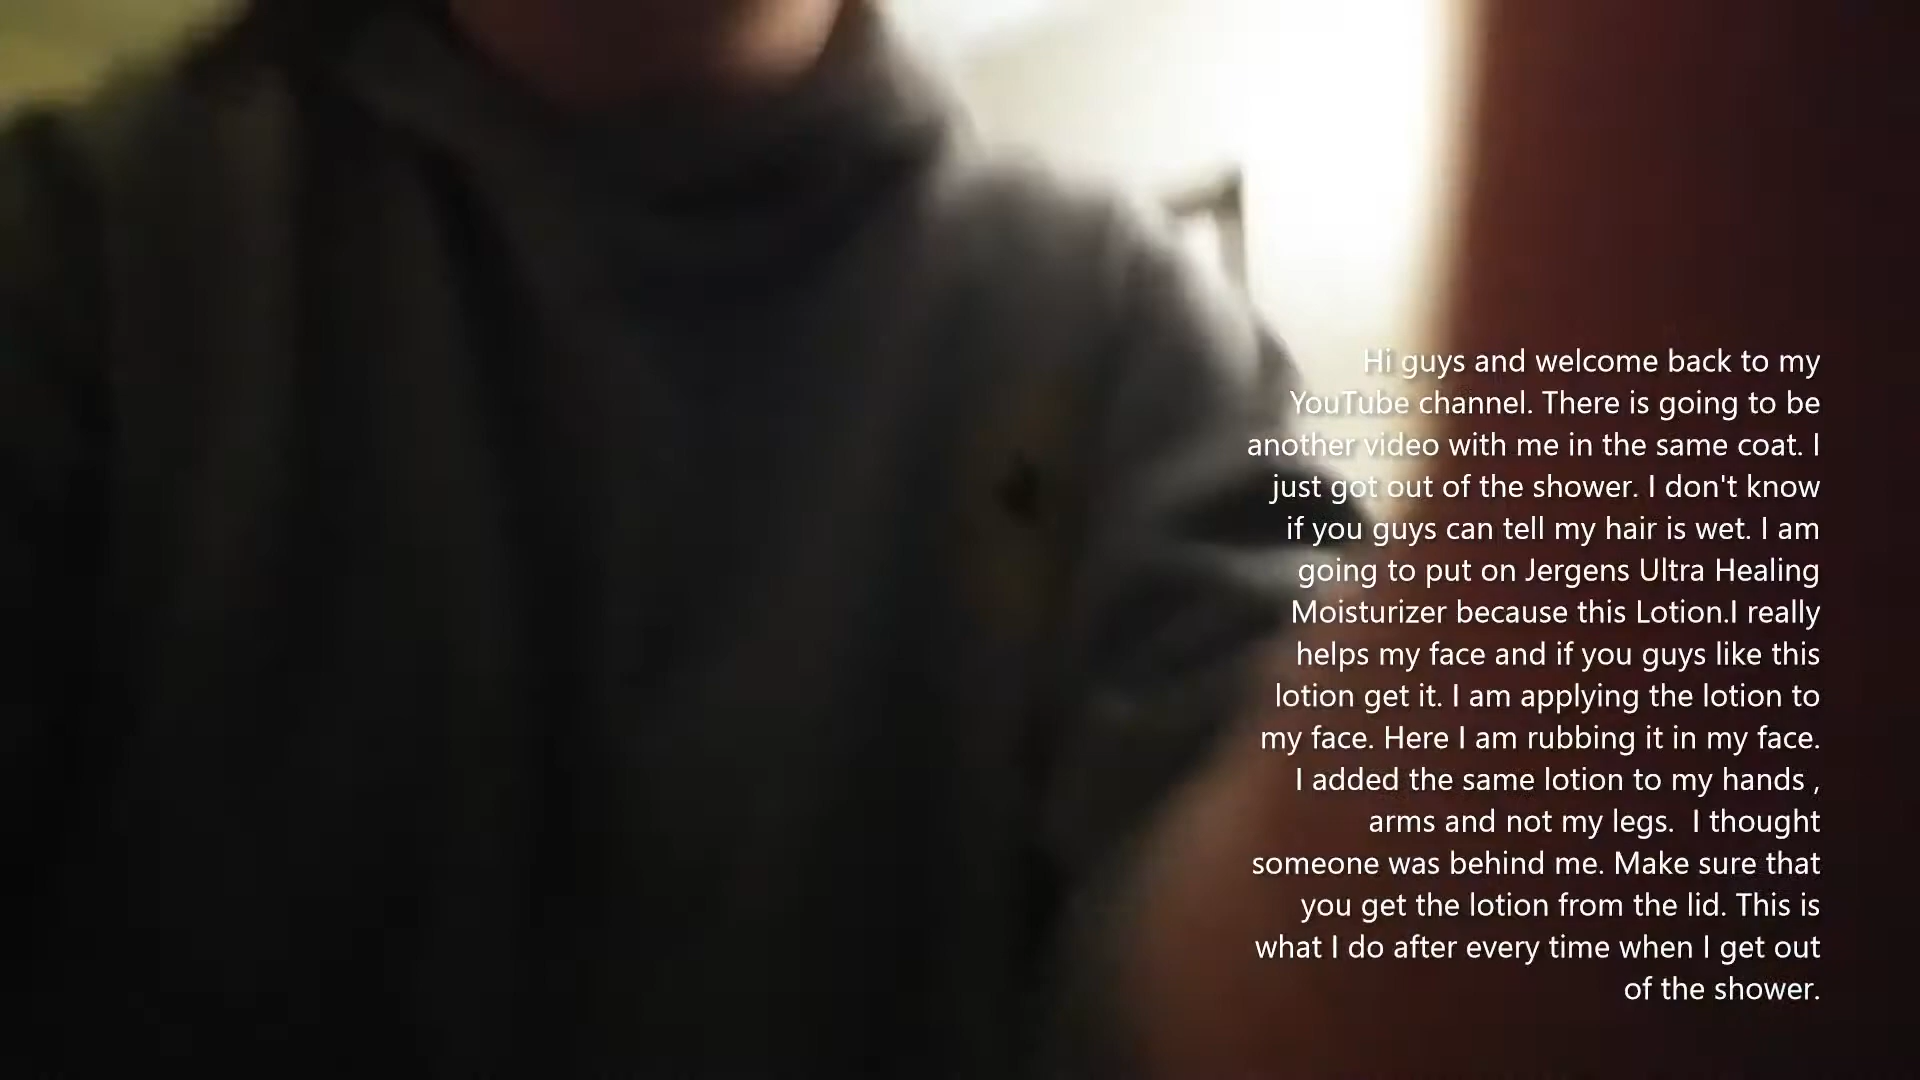 Hi guys and welcome back to my
YouTube channel. There is going to be
another video with me in the same coat. I
just got out of the shower. I don't know
if you guys can tell my hair is wet. I am
going to put on Jergens Ultra Healing
Moisturizer because this Lotion.I really
helps my face and if you guys like this
lotion get it. I am applying the lotion to
my face. Here I am rubbing it in my face.
I added the same lotion to my hands ,
arms and not my legs.  I thought
someone was behind me. Make sure that
you get the lotion from the lid. This is
what I do after every time when I get out
of the shower.